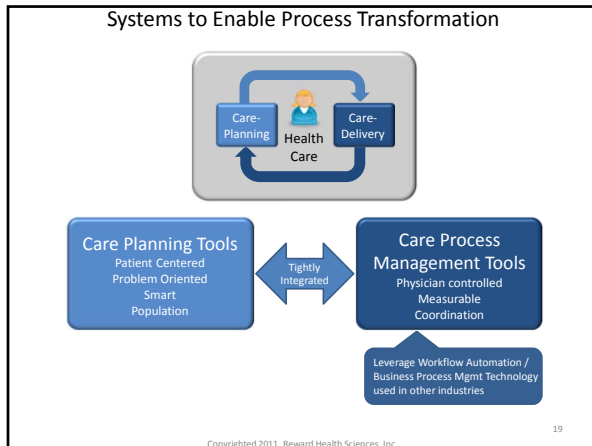 Systems to Enable Process Transformation
Care-
Planning
Health
Care
Care-
Delivery
Care Planning Tools
Patient Centered
Problem Oriented
Smart
Population
Tightly
Integrated
Care Process
Management Tools
Physician controlled
Measurable
Coordination
Leverage Workflow Automation /
Business Process Mgmt Technology
used in other industries
19
Copyrighted 2011, Reward Health Sciences, Inc.